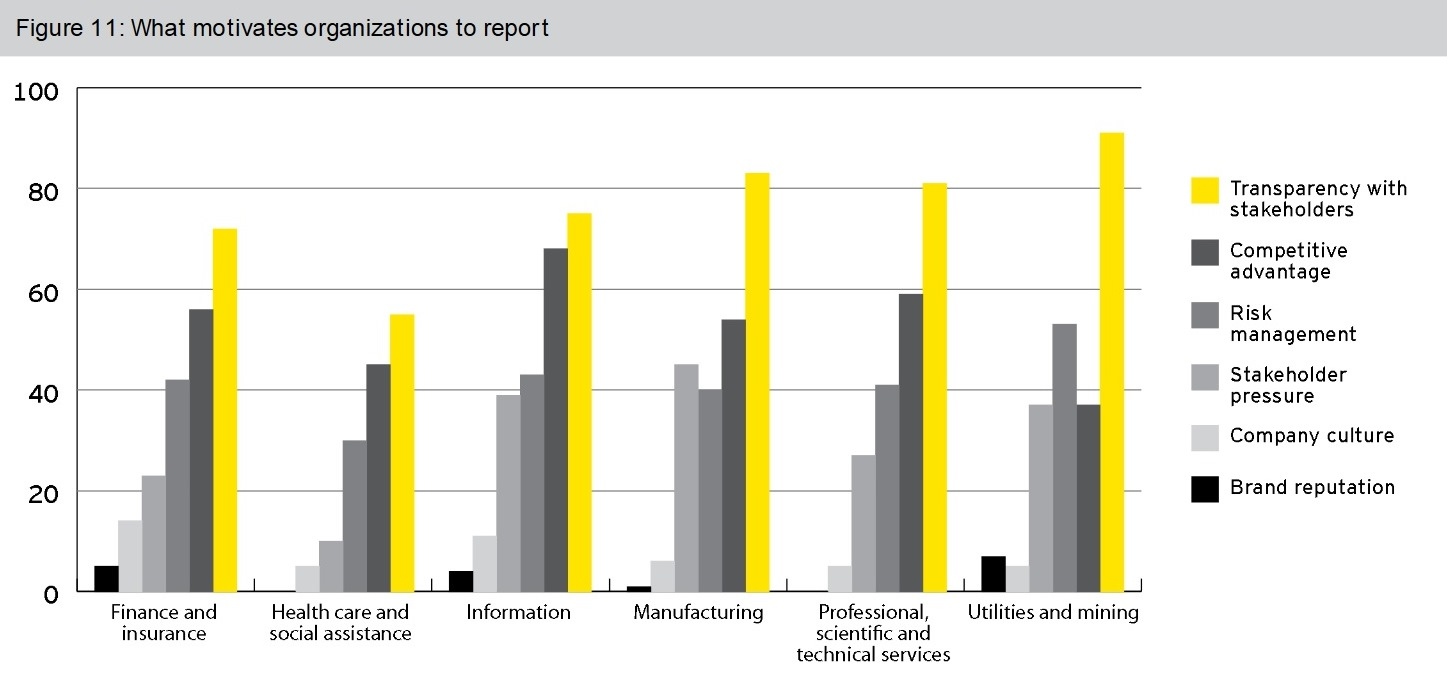 Figure 11: What motivates organizations to report
100
80
60
40
20
0
Finance and
insurance
Health care and
social assistance
Information
Manufacturing
Professional,
scientific and
technical services
Utilities and mining
Transparency with
stakeholders
Competitive
advantage
Risk
management
Stakeholder
pressure
Company culture
Brand reputation